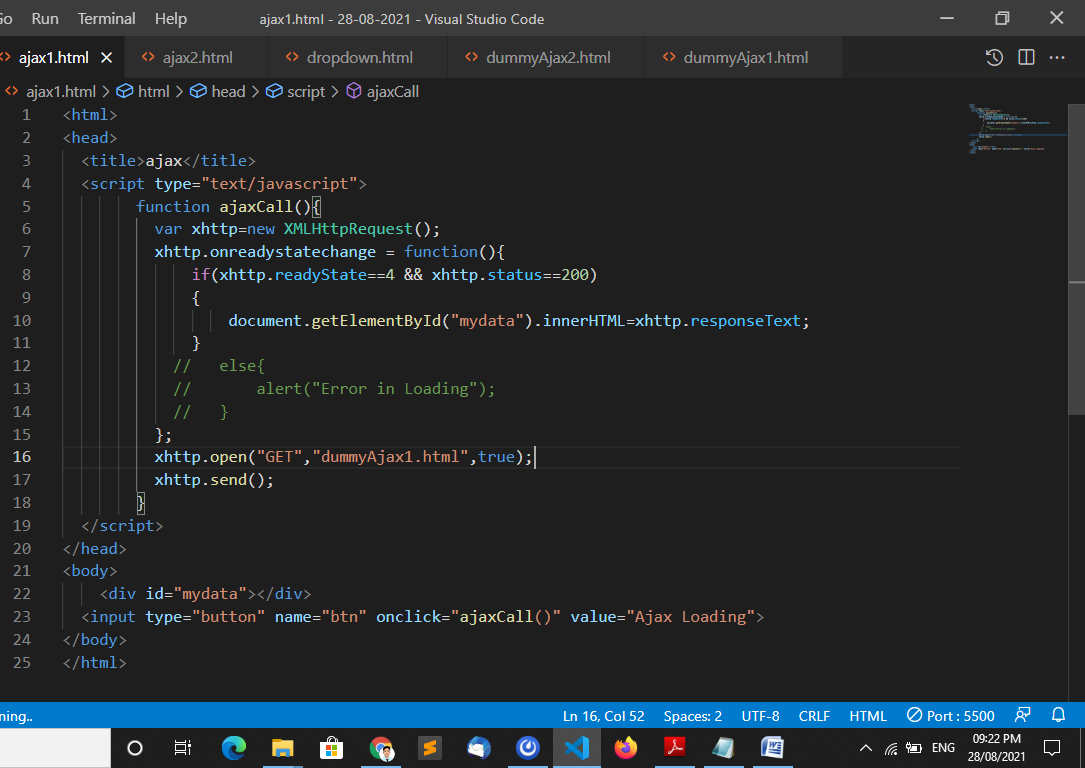 Go Run Terminal Help ajax1.html - 28-08-2021 - Visual Studio Code
<> ajax1.html <> ajax2.html <> dropdown.html <> dummyAjax2.html <> dummyAjax1.html
<> ajax1.html > html > head > script > ajaxCall
1 <html>
2 <head>
3 <title>ajax</title>
4 <script type="text/javascript">
5 function ajaxCall(){
6 var xhttp=new XMLHttpRequest();
7 xhttp.onreadystatechange = function(){
8 if(xhttp.readyState==4 && xhttp.status==200)
9 {
10 document.getElementById("mydata").innerHTML=xhttp.responseText;
11 }
12 // else{
13 // alert("Error in Loading");
14 // }
15 };
16 xhttp.open("GET","dummyAjax1.html",true);
17 xhttp.send();
18 }
19 </script>
20 </head>
21 <body>
22 <div id="mydata"></div>
23 <input type="button" name="btn" onclick="ajaxCall()" value="Ajax Loading">
24 </body>
25 </html>
ning.. Ln 16, Col 52 Spaces: 2 UTF-8 CRLF HTML Port : 5500
ENG 09:22 PM
28/08/2021